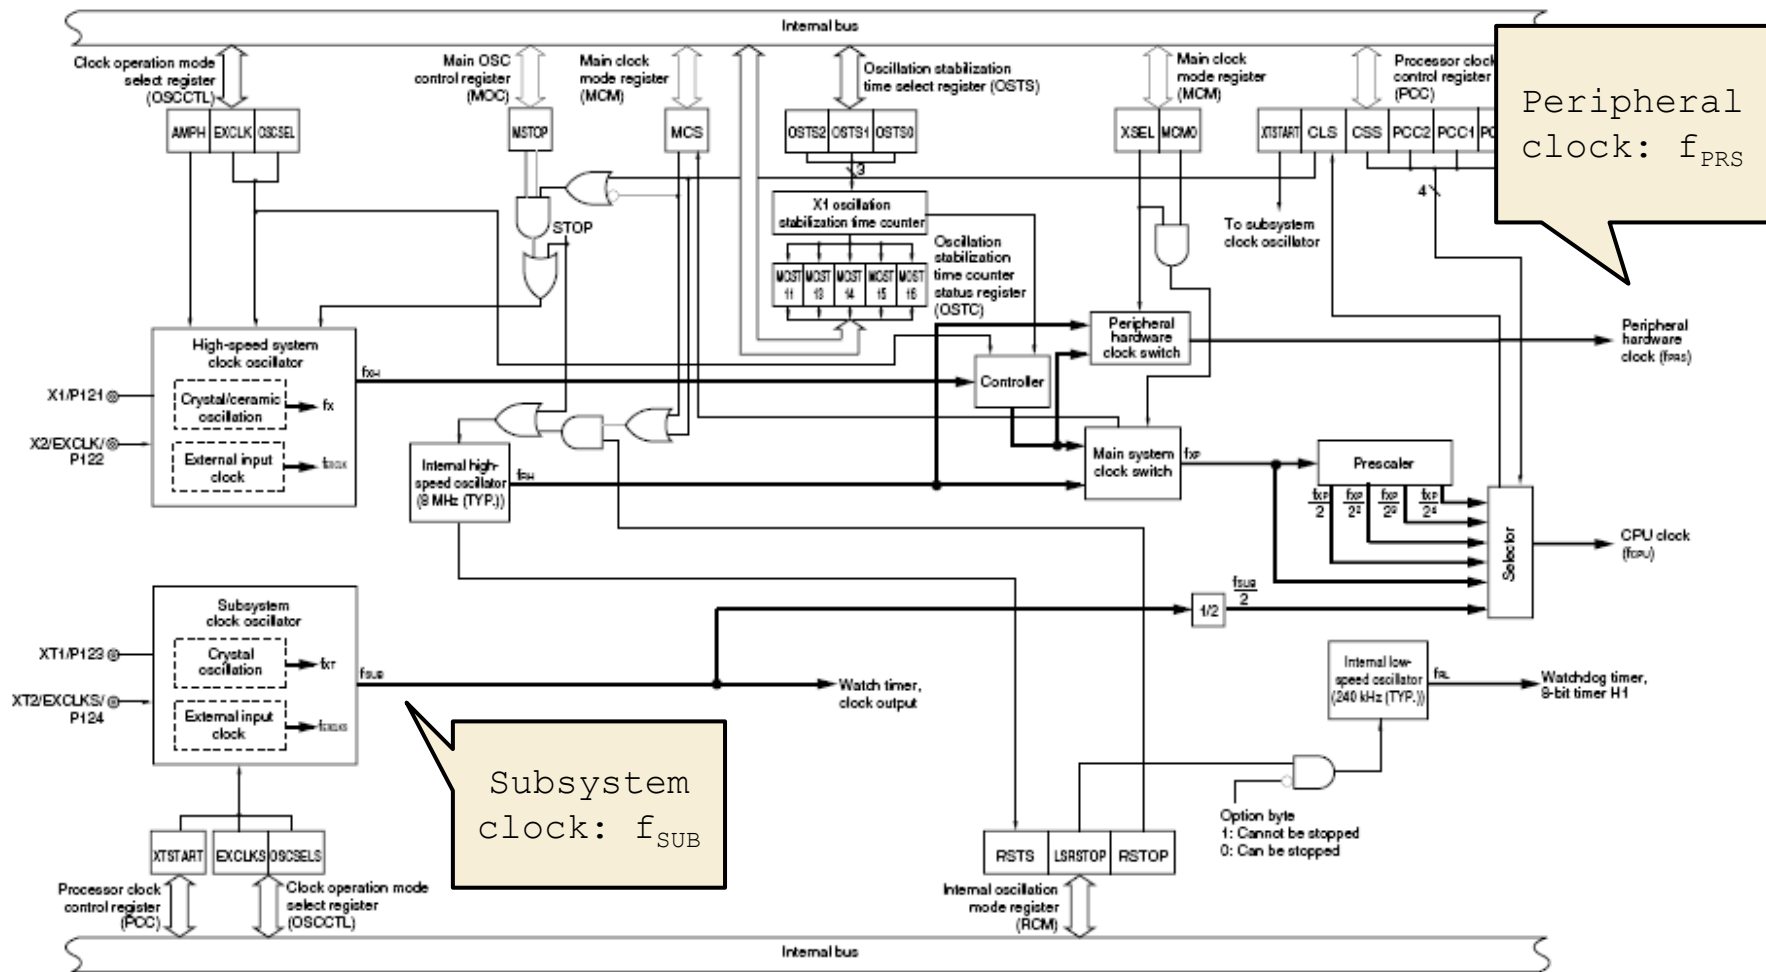 Internal bus
Clock operation mode
select register
(OSCCTL)
Main OSC
control register
(MOC)
Main clock
mode register
(MCM)
Oscillation stabilization
time select register (OSTS)
Main clock
mode register
(MCM)
Processor clock
control register
(PCC)
Peripheral
clock: fPRS
AMPH EXCLK OSCSEL
MSTOP
MCS
OSTS2 OSTS1 OSTS0
XSEL MCM0
XTSTART CLS CSS PCC2 PCC1
3
4
STOP
X1 oscillation
stabilization time counter
To subsystem
clock oscillator
Oscillation
stabilization
time counter
status register
(OSTC)
MOST MOST MOST MOST MOST
11 13 14 15 16
High-speed system
clock oscillator
Crystal/ceramic
oscillation
fX
External input
clock
fEXCLK
X1/P121
X2/EXCLK/
P122
fXH
Controller
Peripheral
hardware
clock switch
Peripheral
hardware
clock (fPRS)
Internal high-
speed oscillator
(8 MHz (TYP.))
fRH
Main system
clock switch
fXP
Prescaler
fXP fXP fXP fXP
2 2² 2³ 2⁴
Selector
CPU clock
(fCPU)
Subsystem
clock oscillator
Crystal
oscillation
fXT
External input
clock
fEXCLKS
XT1/P123
XT2/EXCLKS/
P124
fSUB
Watch timer,
clock output
1/2
fSUB
2
Internal low-
speed oscillator
(240 kHz (TYP.))
fRL
Watchdog timer,
8-bit timer H1
Subsystem
clock: fSUB
Option byte
1: Cannot be stopped
0: Can be stopped
XTSTART EXCLKS OSCSELS
RSTS LSRSTOP RSTOP
Processor clock
control register
(PCC)
Clock operation mode
select register
(OSCCTL)
Internal oscillation
mode register
(RCM)
Internal bus